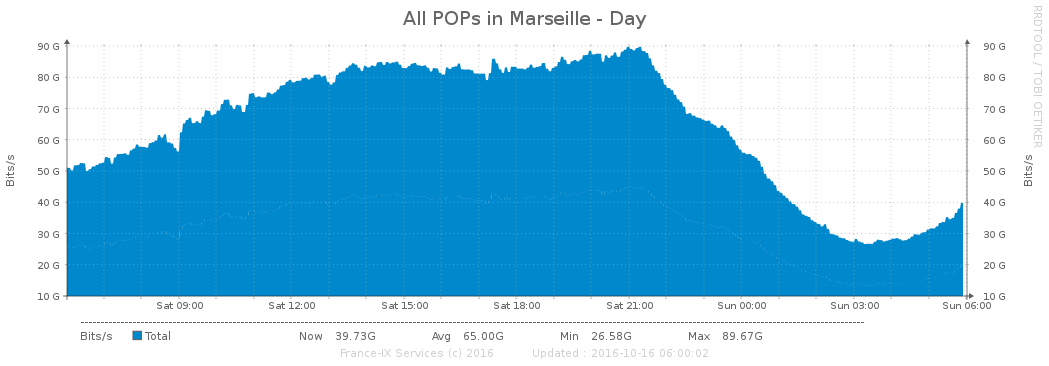 All POPs in Marseille - Day
RRDTOOL / TOBI OETIKER
Bits/s
90 G 90 G
80 G 80 G
70 G 70 G
60 G 60 G
50 G 50 G
40 G 40 G
30 G 30 G
20 G 20 G
10 G 10 G
Bits/s
Sat 09:00 Sat 12:00 Sat 15:00 Sat 18:00 Sat 21:00 Sun 00:00 Sun 03:00 Sun 06:00
Bits/s Total Now 39.73G Avg 65.00G Min 26.58G Max 89.67G
France-IX Services (c) 2016 Updated : 2016-10-16 06:00:02